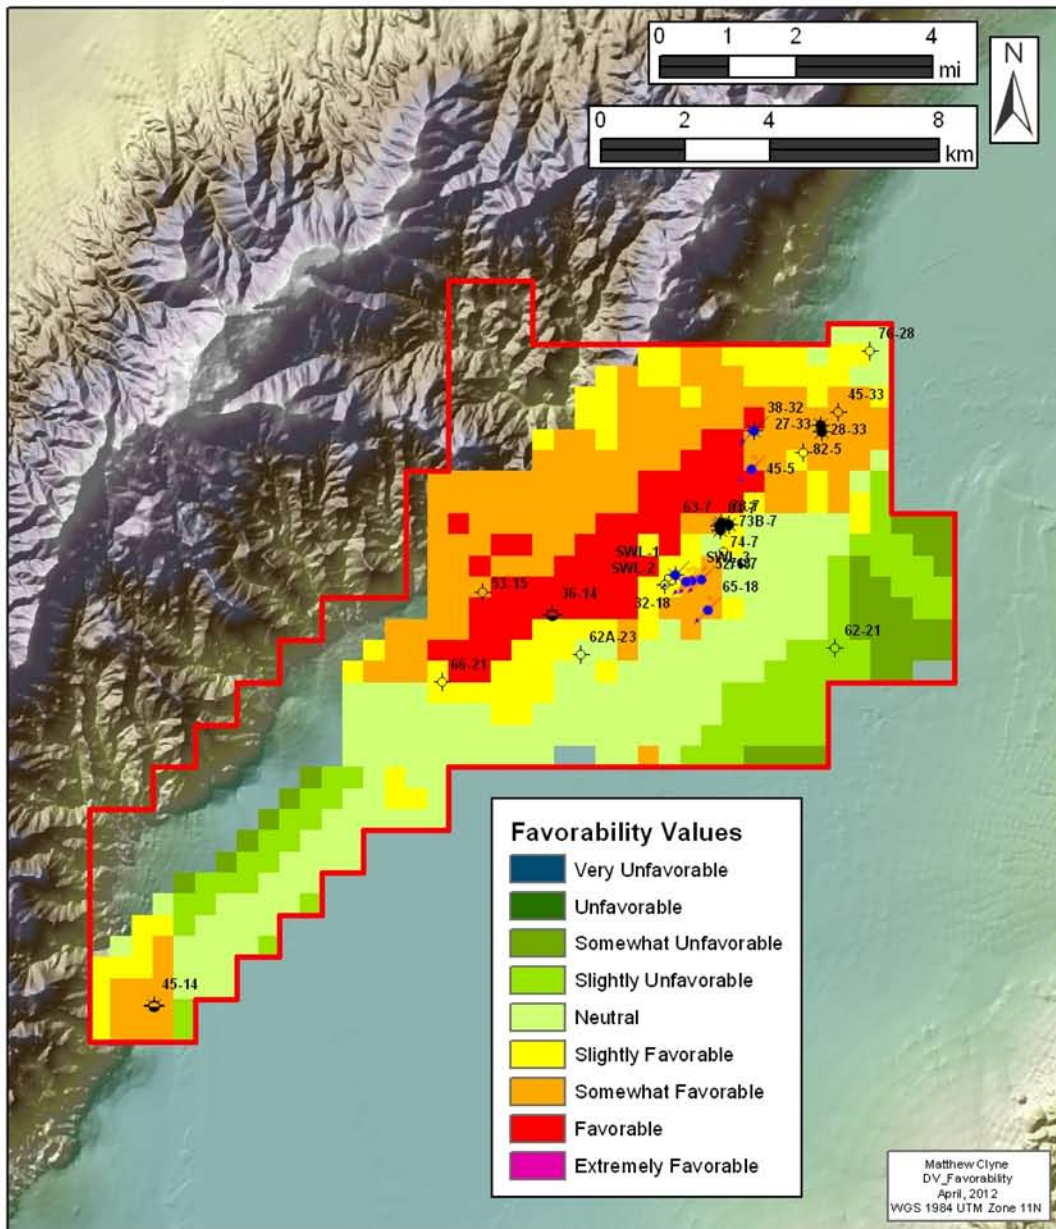 0 1 2 4
mi
N
0 2 4 8
km
76-28
45-33
38-32
27-33
28-33
82-5
45-5
63-7
73B-7
74-7
SWL-1
SWL-3
SWL-2
65-18
53-15
36-14
32-18
62A-23
62-21
66-21
45-14
Favorability Values
Very Unfavorable
Unfavorable
Somewhat Unfavorable
Slightly Unfavorable
Neutral
Slightly Favorable
Somewhat Favorable
Favorable
Extremely Favorable
Matthew Clyne
DV_Favorability
April, 2012
WGS 1984 UTM Zone 11N